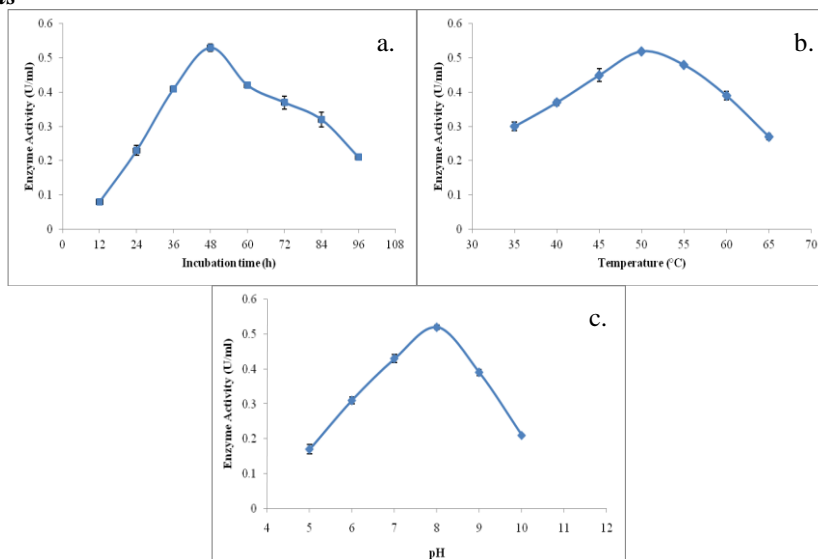 a.
0.6
0.5
0.4
0.3
0.2
0.1
0
0 12 24 36 48 60 72 84 96 108
Enzyme Activity (U/ml)
Incubation time (h)
b.
0.6
0.5
0.4
0.3
0.2
0.1
0
30 35 40 45 50 55 60 65 70
Enzyme Activity (U/ml)
Temperature (°C)
c.
0.6
0.5
0.4
0.3
0.2
0.1
0
4 5 6 7 8 9 10 11 12
Enzyme Activity (U/ml)
pH